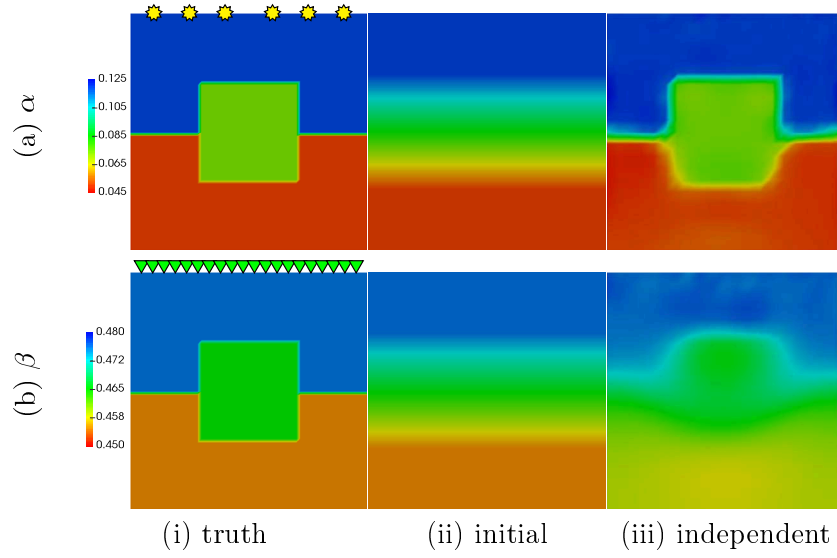 (a) α
0.125
0.105
0.085
0.065
0.045
(b) β
0.480
0.472
0.465
0.458
0.450
(i) truth
(ii) initial
(iii) independent